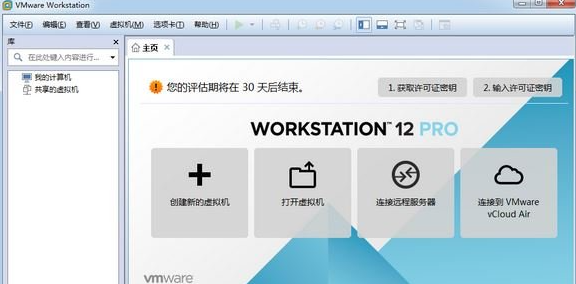 VMware Workstation
文件(F) 编辑(E) 查看(V) 虚拟机(M) 选项卡(T) 帮助(H)
库
在此处键入内容进行...
我的计算机
共享的虚拟机
主页
您的评估期将在 30 天后结束。
1. 获取许可证密钥
2. 输入许可证密钥
WORKSTATION™ 12 PRO
创建新的虚拟机
打开虚拟机
连接远程服务器
连接到 VMware
vCloud Air
vmware